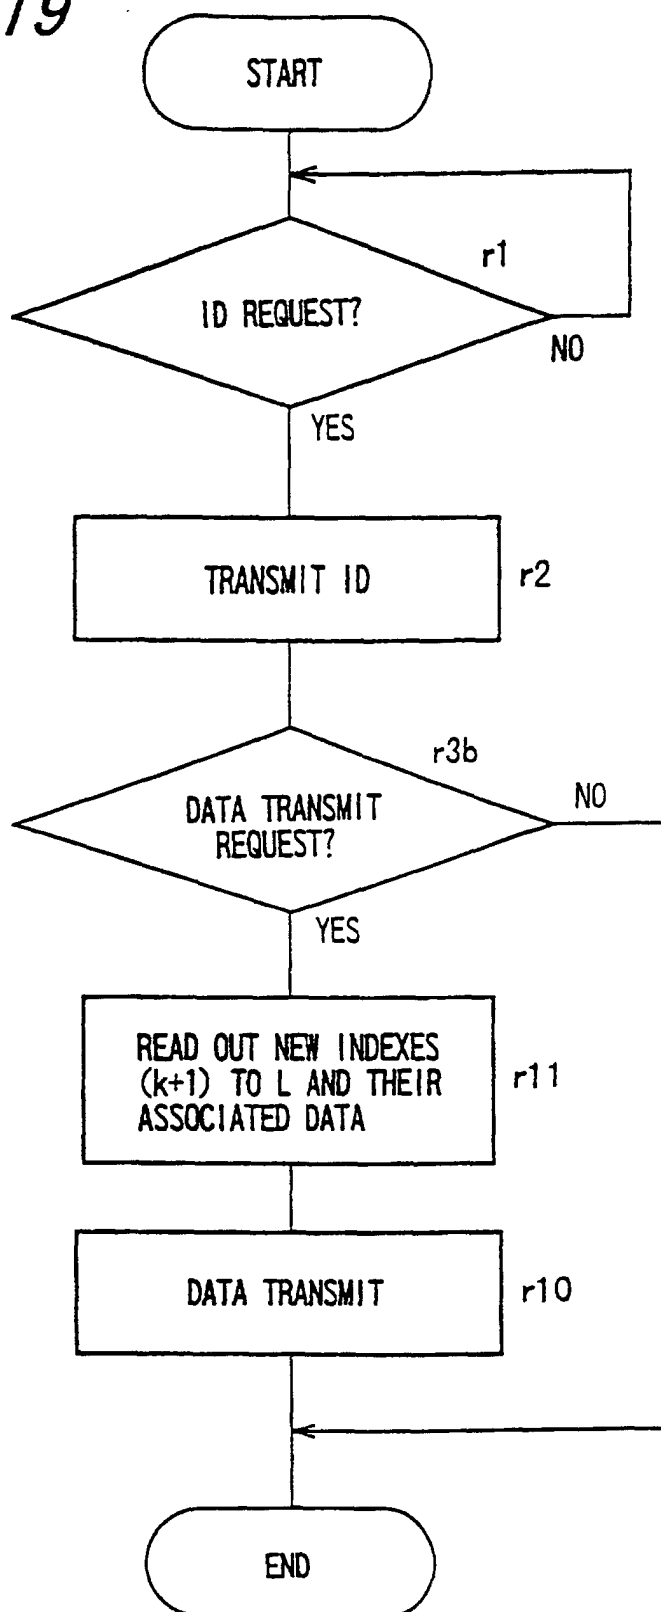 19
START
r1
ID REQUEST?
NO
YES
TRANSMIT ID
r2
r3b
DATA TRANSMIT
REQUEST?
NO
YES
READ OUT NEW INDEXES
(k+1) TO L AND THEIR
ASSOCIATED DATA
r11
DATA TRANSMIT
r10
END